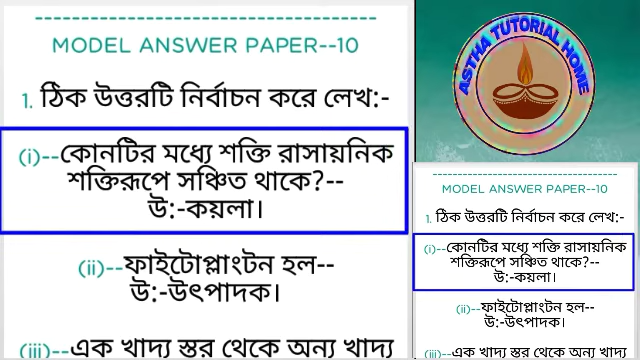 ------------------------------------
MODEL ANSWER PAPER--10
1. ঠিক উত্তরটি নির্বাচন করে লেখ:-
(i)--কোনটির মধ্যে শক্তি রাসায়নিক
শক্তিরূপে সঞ্চিত থাকে?--
উ:-কয়লা।
(ii)--ফাইটোপ্লাংটন হল--
উ:-উৎপাদক।
(iii)--এক খাদ্য স্তর থেকে অন্য খাদ্য
ASTHA TUTORIAL HOME
------------------------------------
MODEL ANSWER PAPER--10
1. ঠিক উত্তরটি নির্বাচন করে লেখ:-
(i)--কোনটির মধ্যে শক্তি রাসায়নিক
শক্তিরূপে সঞ্চিত থাকে?--
উ:-কয়লা।
(ii)--ফাইটোপ্লাংটন হল--
উ:-উৎপাদক।
(iii)--এক খাদ্য স্তর থেকে অন্য খাদ্য